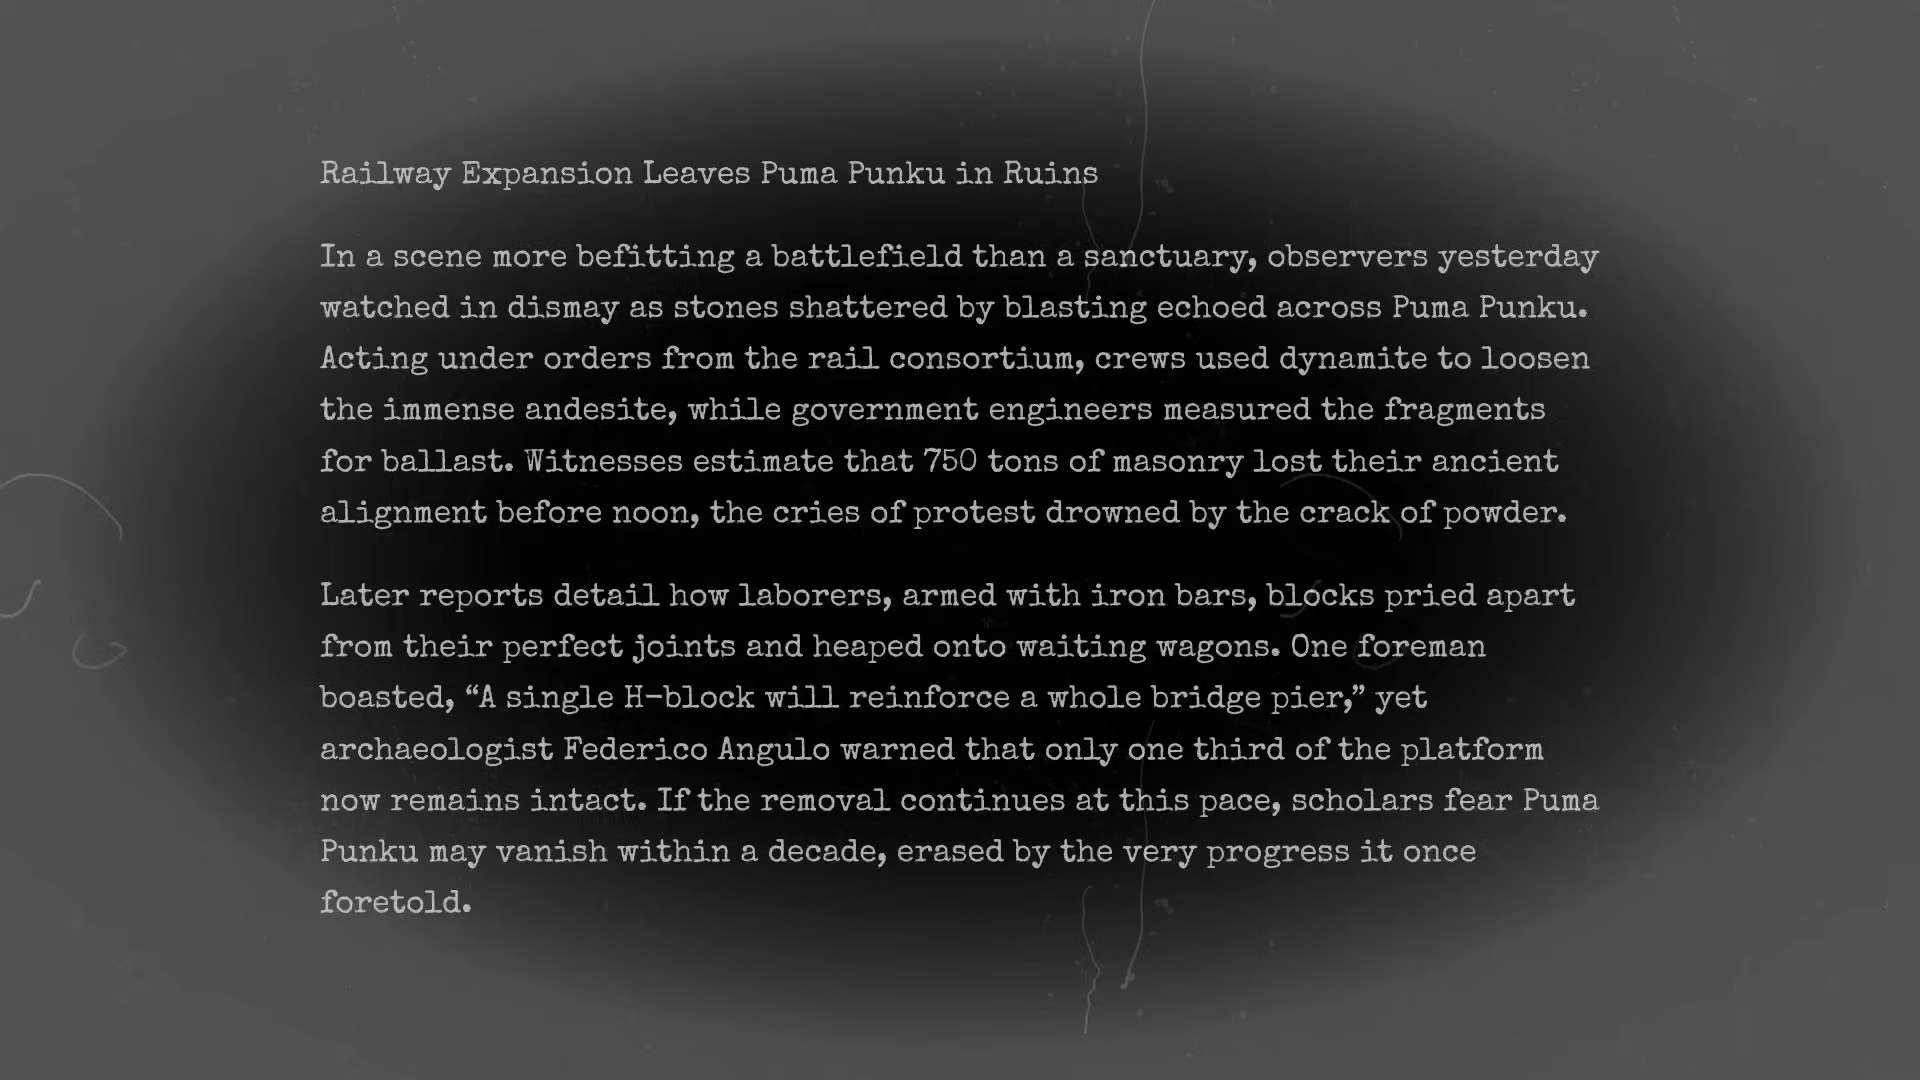 Railway Expansion Leaves Puma Punku in Ruins
In a scene more befitting a battlefield than a sanctuary, observers yesterday
watched in dismay as stones shattered by blasting echoed across Puma Punku.
Acting under orders from the rail consortium, crews used dynamite to loosen
the immense andesite, while government engineers measured the fragments
for ballast. Witnesses estimate that 750 tons of masonry lost their ancient
alignment before noon, the cries of protest drowned by the crack of powder.
Later reports detail how laborers, armed with iron bars, blocks pried apart
from their perfect joints and heaped onto waiting wagons. One foreman
boasted, “A single H-block will reinforce a whole bridge pier,” yet
archaeologist Federico Angulo warned that only one third of the platform
now remains intact. If the removal continues at this pace, scholars fear Puma
Punku may vanish within a decade, erased by the very progress it once
foretold.